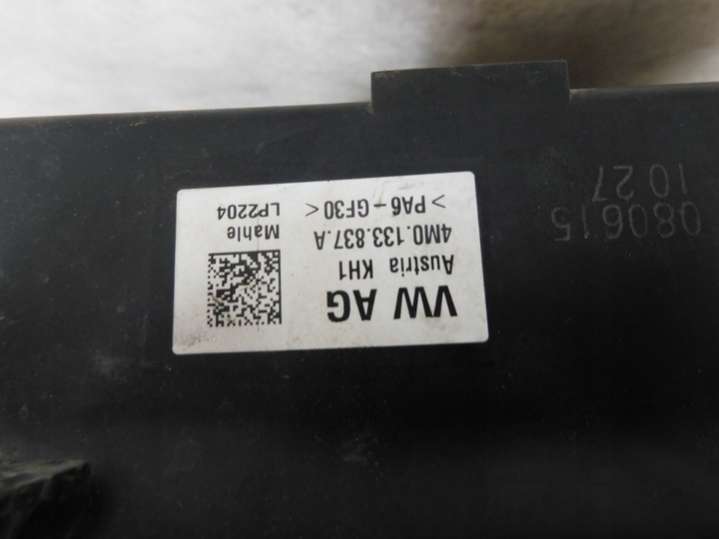 VW AG
Austria KH1
4M0.133.837.A
Mahle
>PA6-GF30<
LP2204
080615
10 27